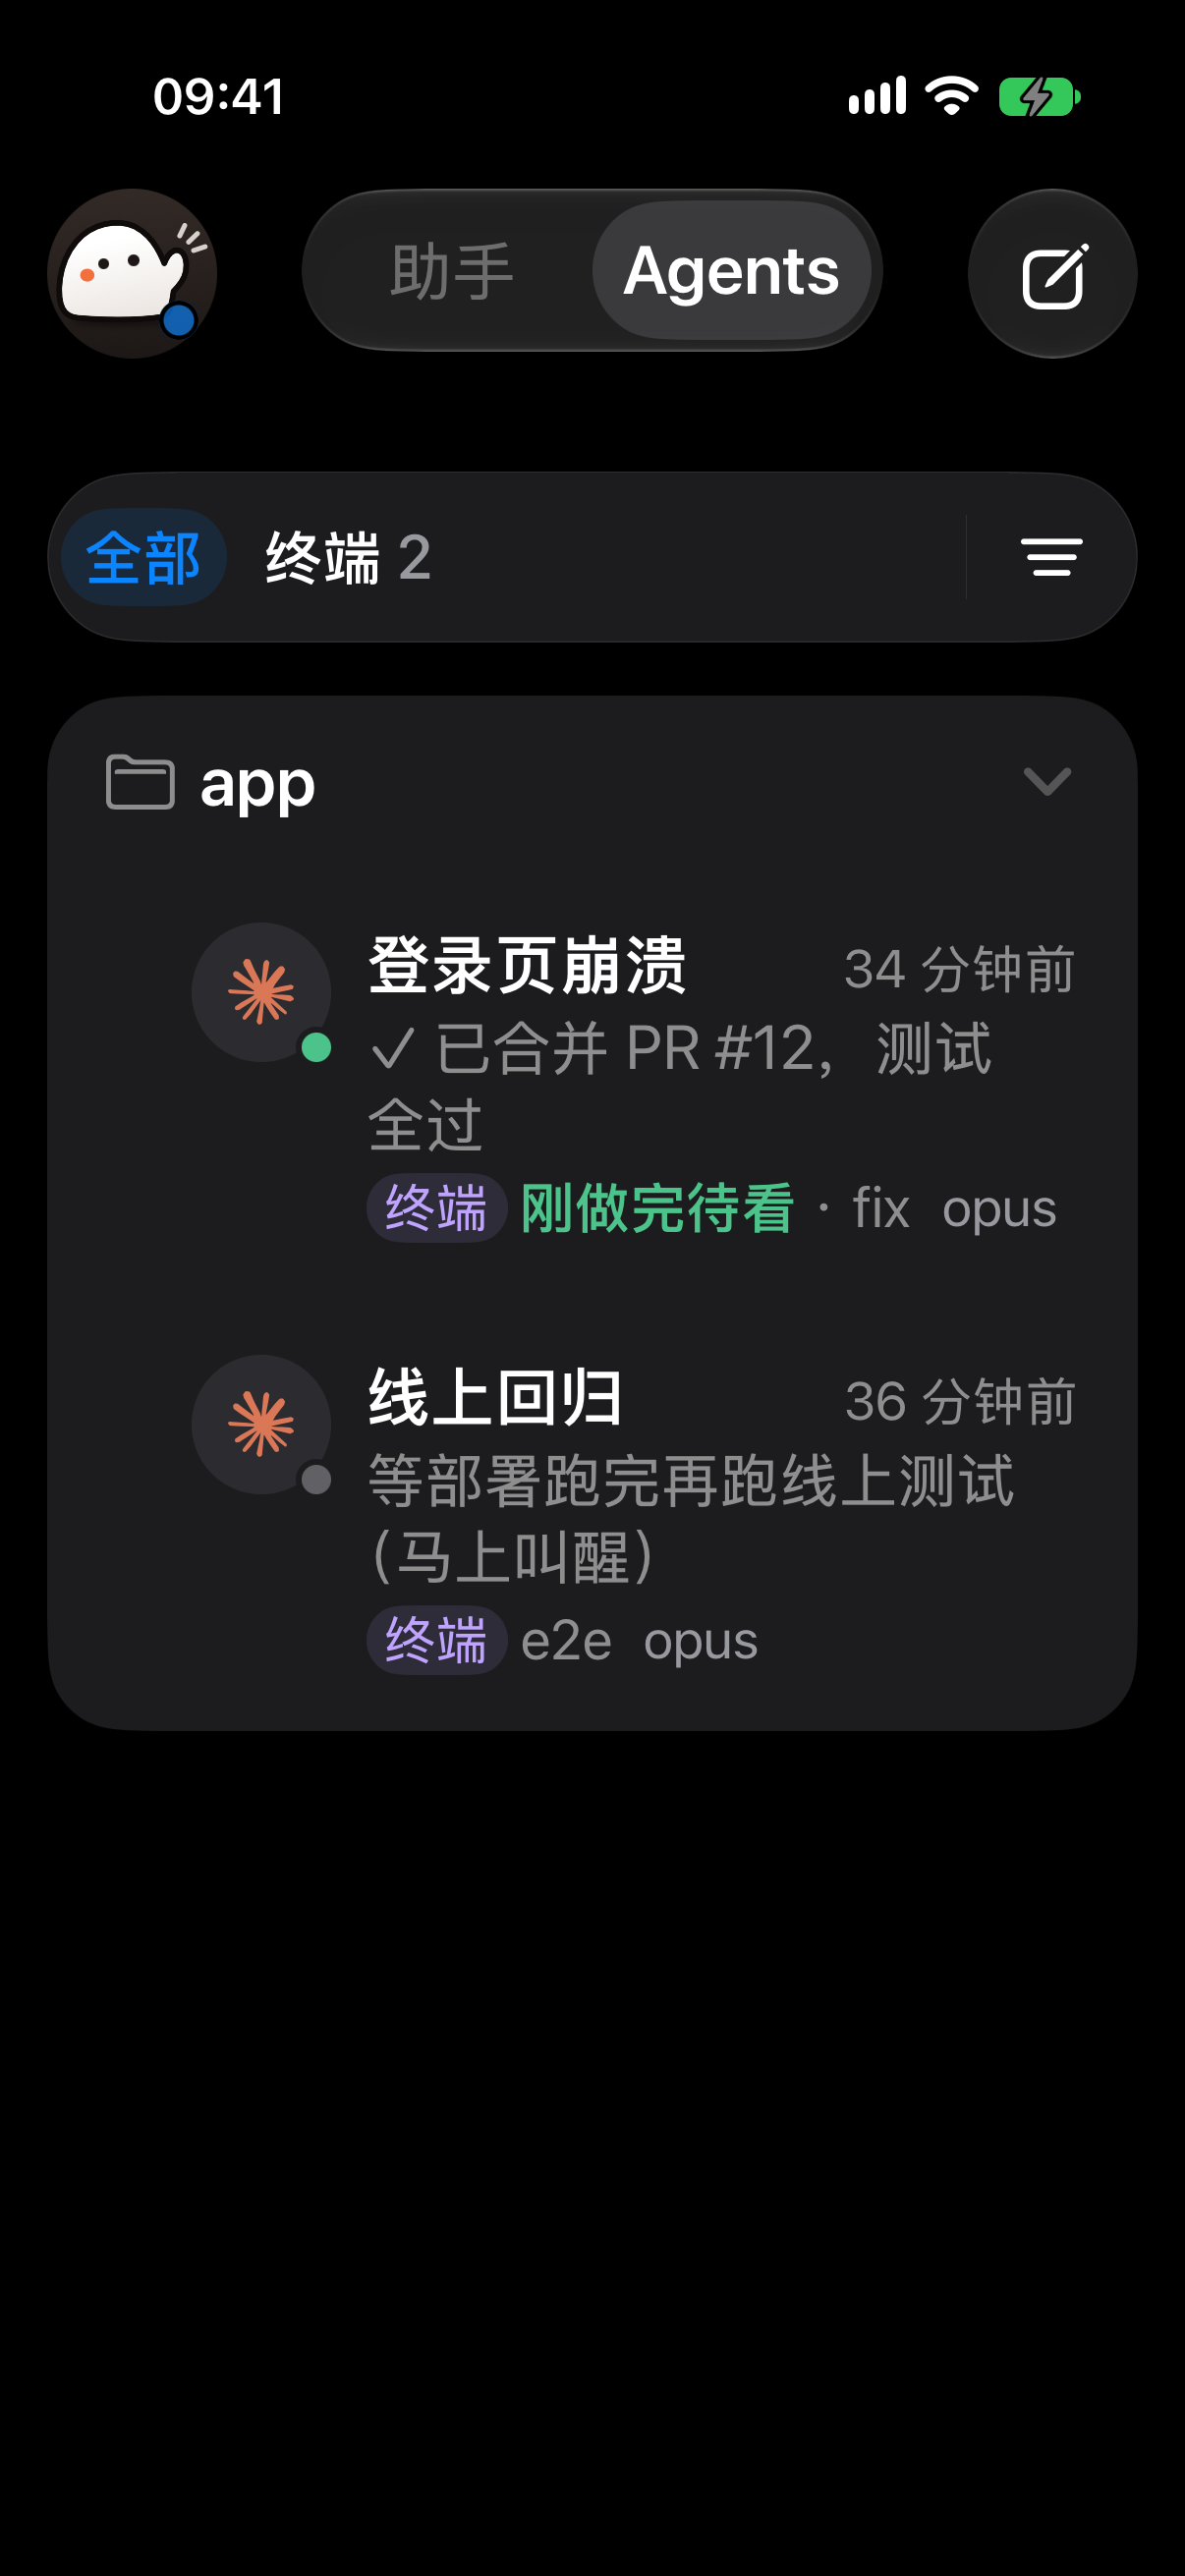 09:41
助手 Agents
全部 终端 2
app
登录页崩溃 34 分钟前
✓ 已合并 PR #12，测试
全过
终端 刚做完待看 · fix opus
线上回归 36 分钟前
等部署跑完再跑线上测试
（马上叫醒）
终端 e2e opus